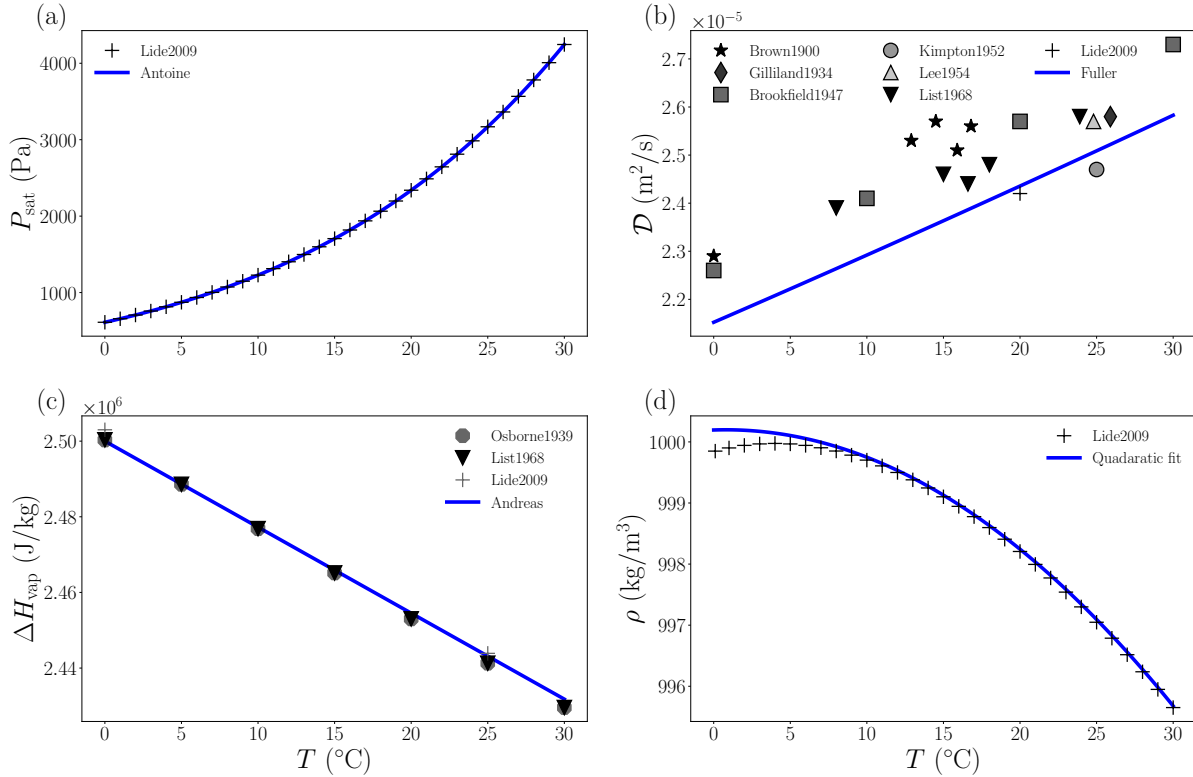 (a)
Lide2009
Antoine
4000
3000
2000
1000
P_sat (Pa)
0 5 10 15 20 25 30
(b)
×10^-5
Brown1900 Kimpton1952 Lide2009
Gilliland1934 Lee1954 Fuller
Brookfield1947 List1968
2.7
2.6
2.5
2.4
2.3
2.2
𝒟 (m²/s)
0 5 10 15 20 25 30
(c)
×10^6
Osborne1939
List1968
Lide2009
Andreas
2.50
2.48
2.46
2.44
ΔH_vap (J/kg)
0 5 10 15 20 25 30
T (°C)
(d)
Lide2009
Quadaratic fit
1000
999
998
997
996
ρ (kg/m³)
0 5 10 15 20 25 30
T (°C)